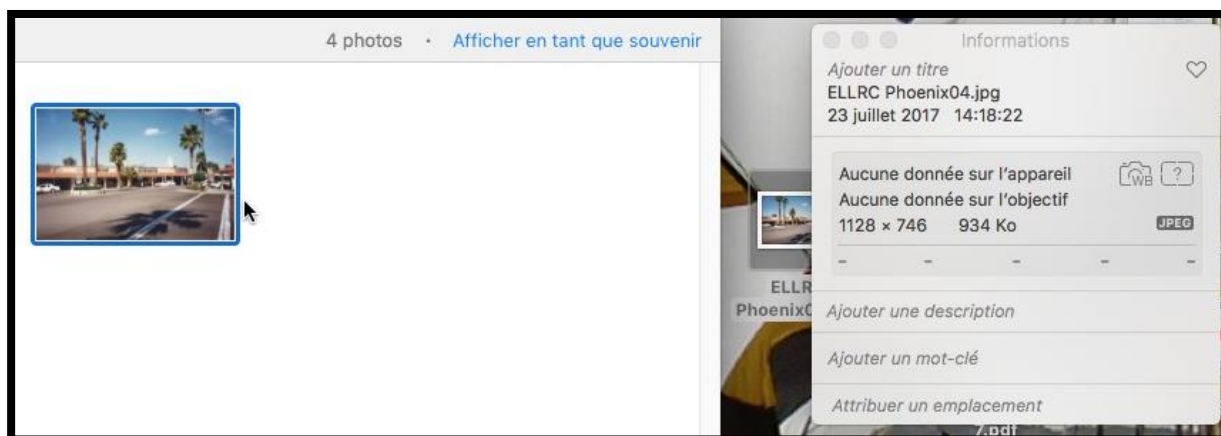 4 photos · Afficher en tant que souvenir
Informations
Ajouter un titre
ELLRC Phoenix04.jpg
23 juillet 2017 14:18:22
Aucune donnée sur l'appareil
WB ?
Aucune donnée sur l'objectif
1128 × 746 934 Ko JPEG
- - - - -
ELLR
Phoenix
Ajouter une description
Ajouter un mot-clé
Attribuer un emplacement
7.pdf